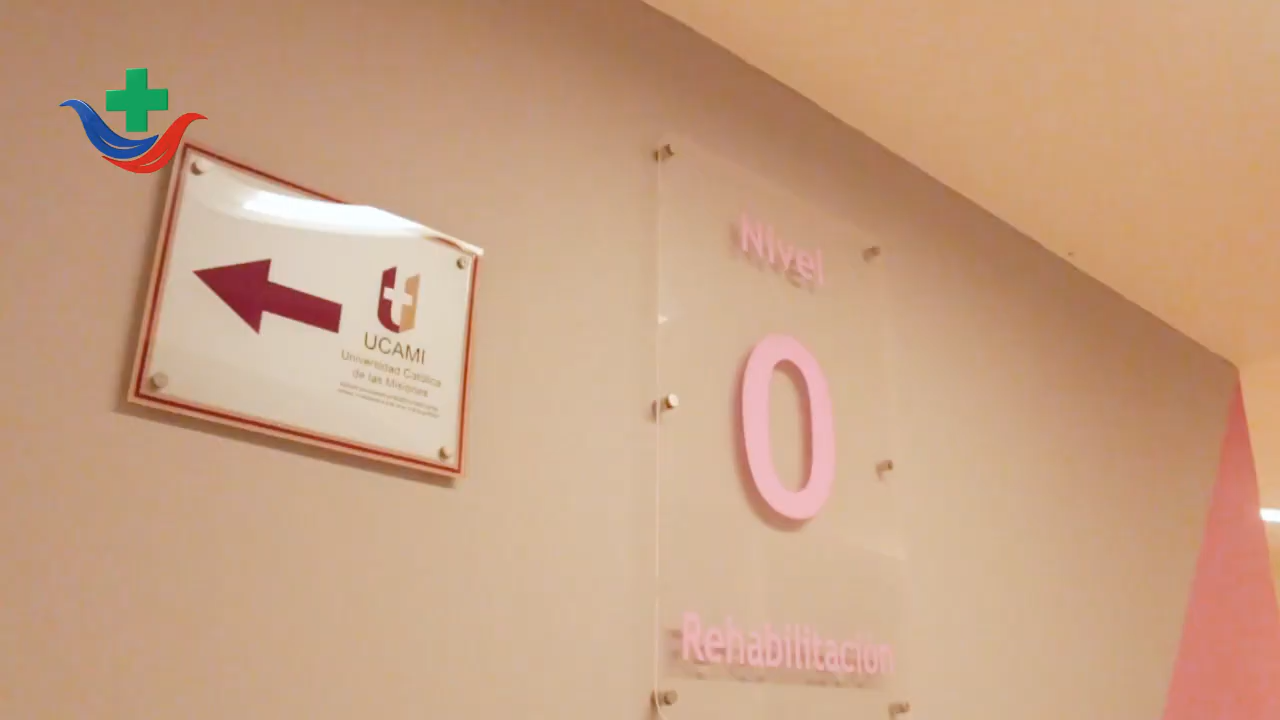 UCAMI
Universidad Católica
de las Misiones
Nivel
0
Rehabilitación